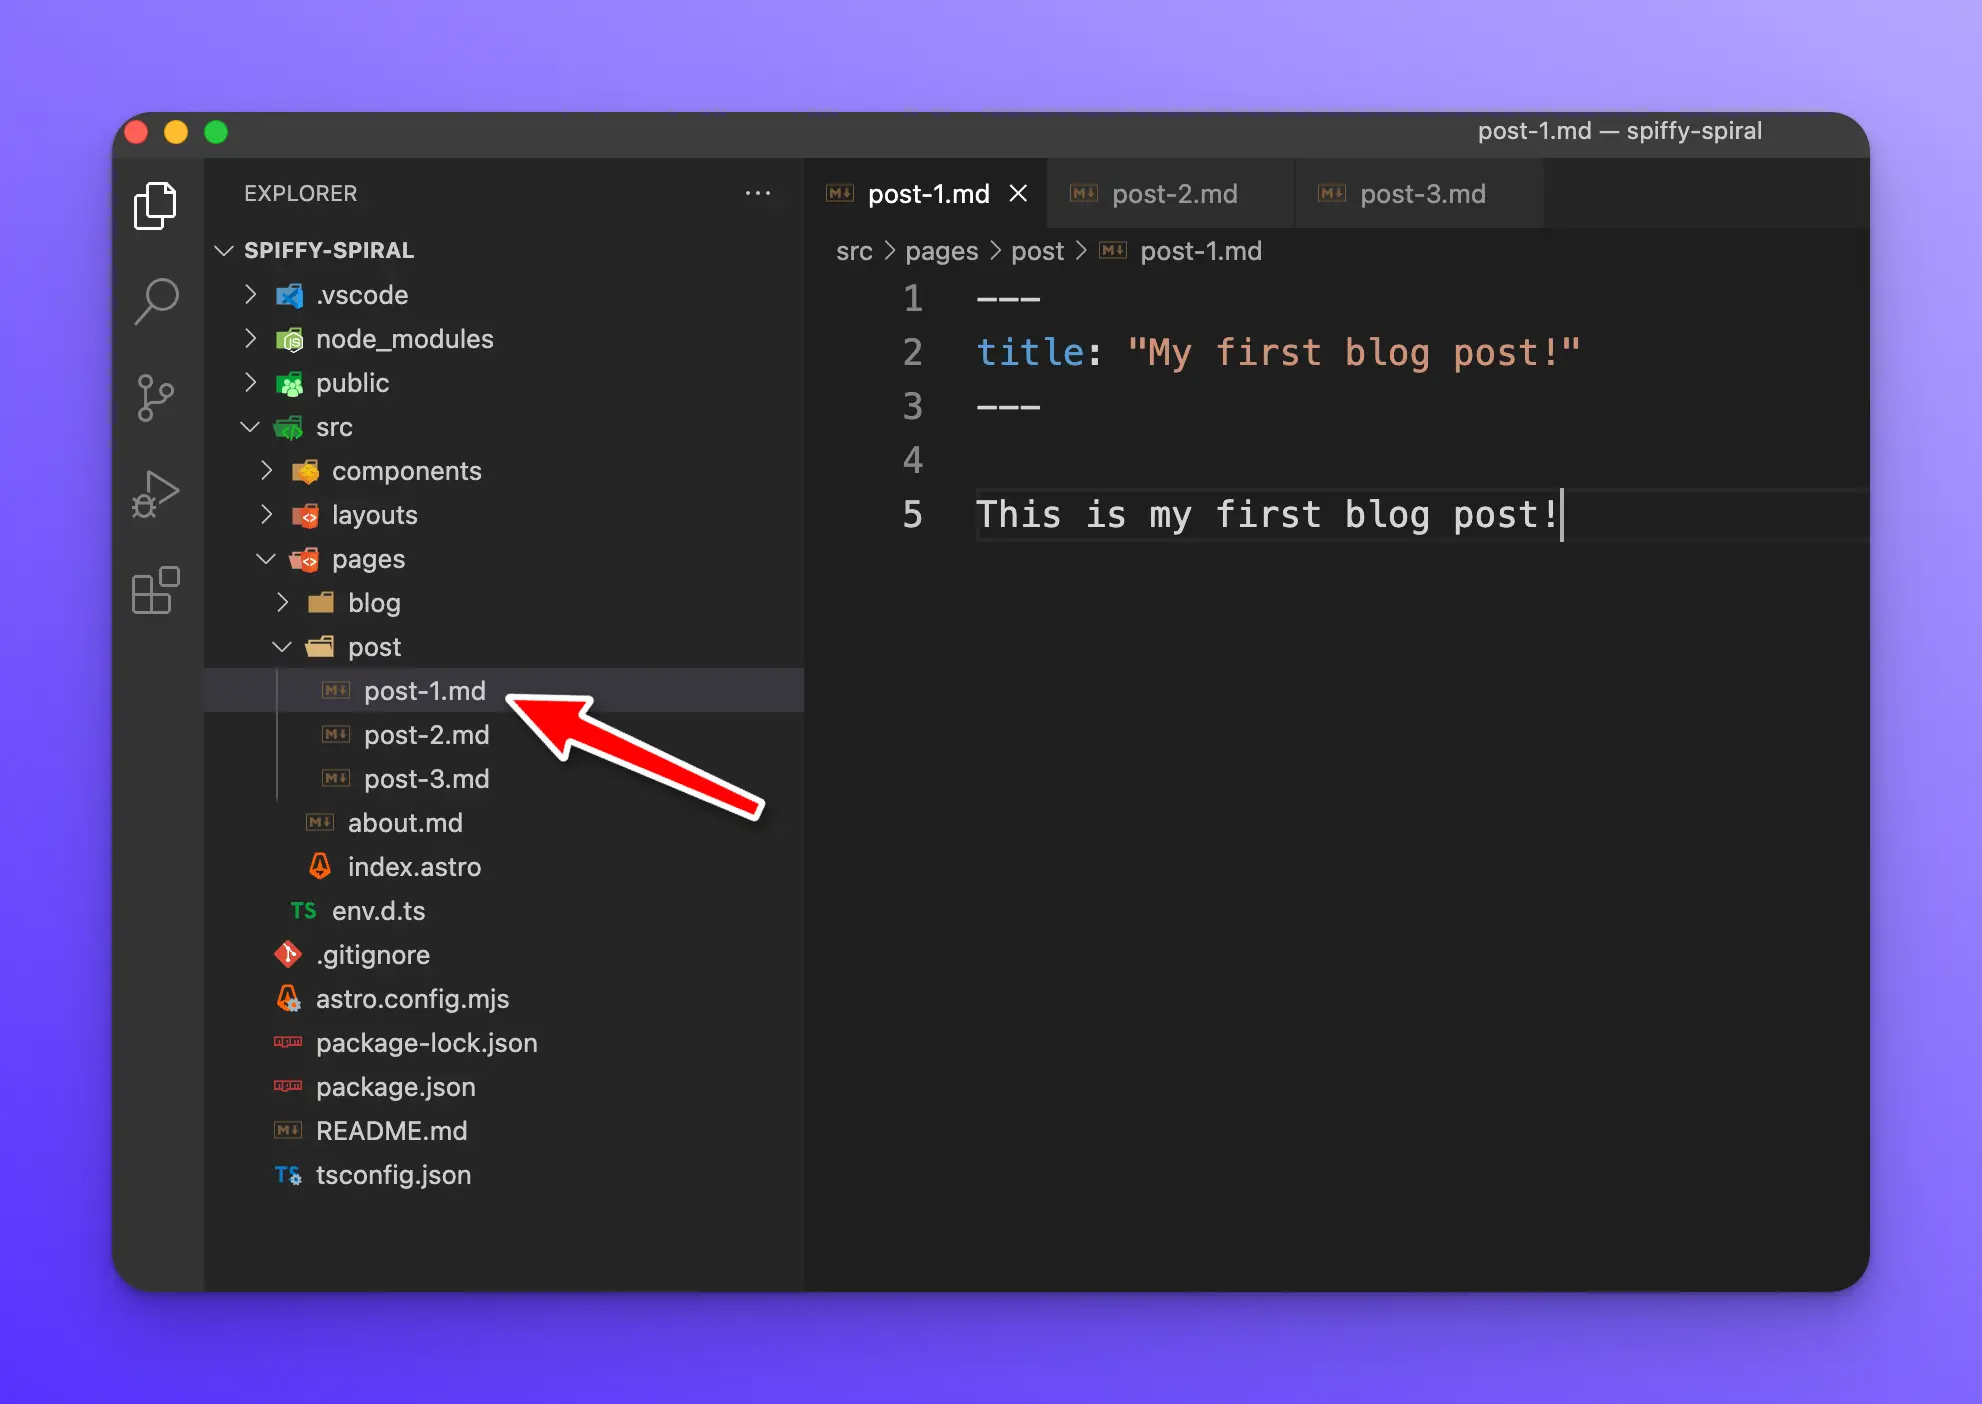 post-1.md — spiffy-spiral
EXPLORER
SPIFFY-SPIRAL
.vscode
node_modules
public
src
components
layouts
pages
blog
post
post-1.md
post-2.md
post-3.md
about.md
index.astro
TS env.d.ts
.gitignore
astro.config.mjs
package-lock.json
package.json
README.md
TS tsconfig.json
post-1.md
post-2.md
post-3.md
src > pages > post > post-1.md
1 ---
2 title: "My first blog post!"
3 ---
4
5 This is my first blog post!